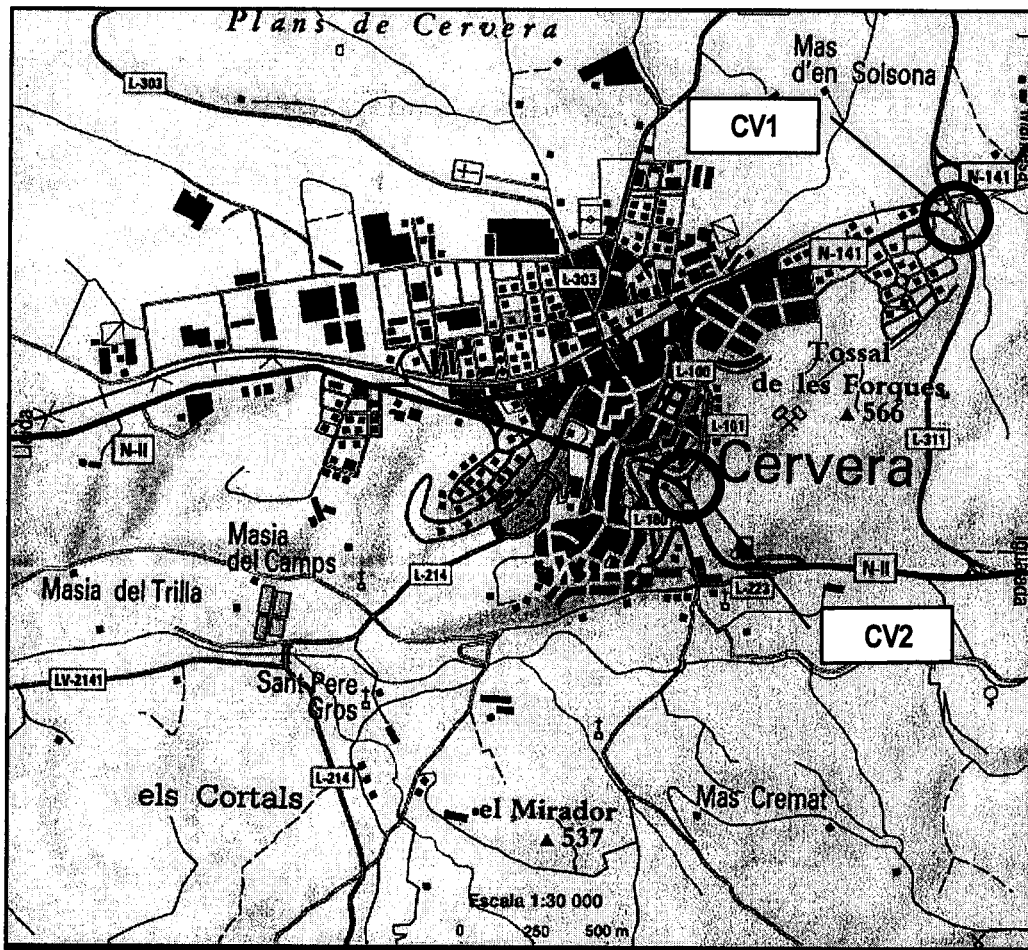 Plans de Cervera
L-303
Mas
d'en Solsona
CV1
N-141
N-141
L-303
Tossal
de les Forques
566
L-100
L-101
L-311
N-II
Cervera
L-100
Masia
del Camps
Masia del Trilla
L-214
L-223
N-II
CV2
LV-2141
Sant Pere
Gros
L-214
els Cortals
el Mirador
537
Mas Cremat
Escala 1:30 000
0 250 500 m